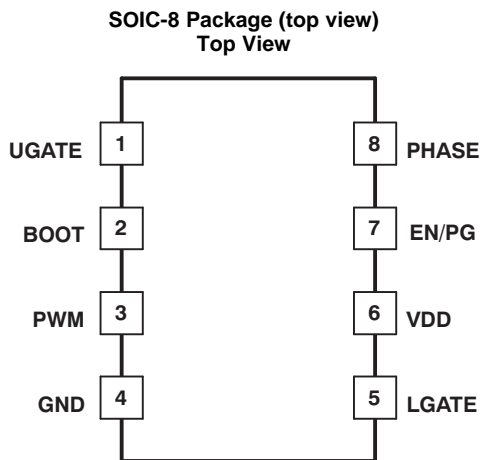 SOIC-8 Package (top view)
Top View
UGATE 1 8 PHASE
BOOT 2 7 EN/PG
PWM 3 6 VDD
GND 4 5 LGATE